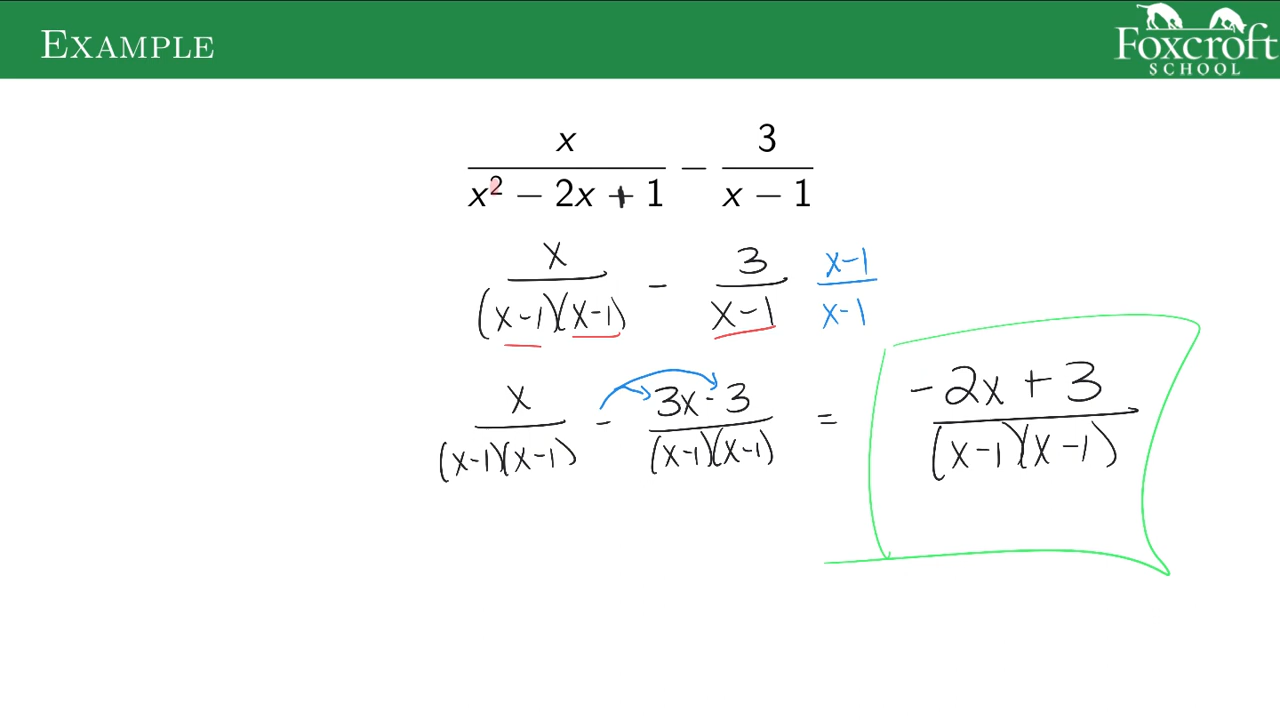 EXAMPLE
Foxcroft
SCHOOL
x 3
x² − 2x + 1 − x − 1
x 3 x-1
(x-1)(x-1) - x-1 x-1
x - 3x-3 = -2x+3
(x-1)(x-1) (x-1)(x-1) (x-1)(x-1)